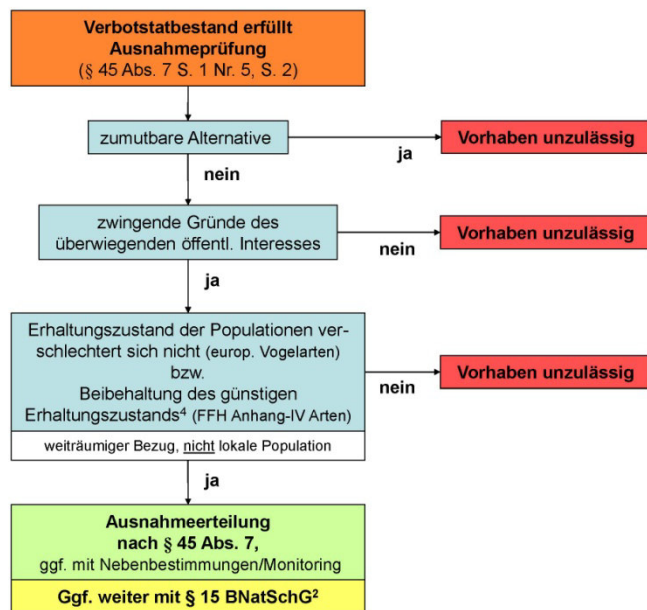 Verbotstatbestand erfüllt
Ausnahmeprüfung
(§ 45 Abs. 7 S. 1 Nr. 5, S. 2)
zumutbare Alternative
ja
Vorhaben unzulässig
nein
zwingende Gründe des
überwiegenden öffentl. Interesses
nein
Vorhaben unzulässig
ja
Erhaltungszustand der Populationen ver-
schlechtert sich nicht (europ. Vogelarten)
bzw.
Beibehaltung des günstigen
Erhaltungszustands⁴ (FFH Anhang-IV Arten)
weiträumiger Bezug, nicht lokale Population
nein
Vorhaben unzulässig
ja
Ausnahmeerteilung
nach § 45 Abs. 7,
ggf. mit Nebenbestimmungen/Monitoring
Ggf. weiter mit § 15 BNatSchG²